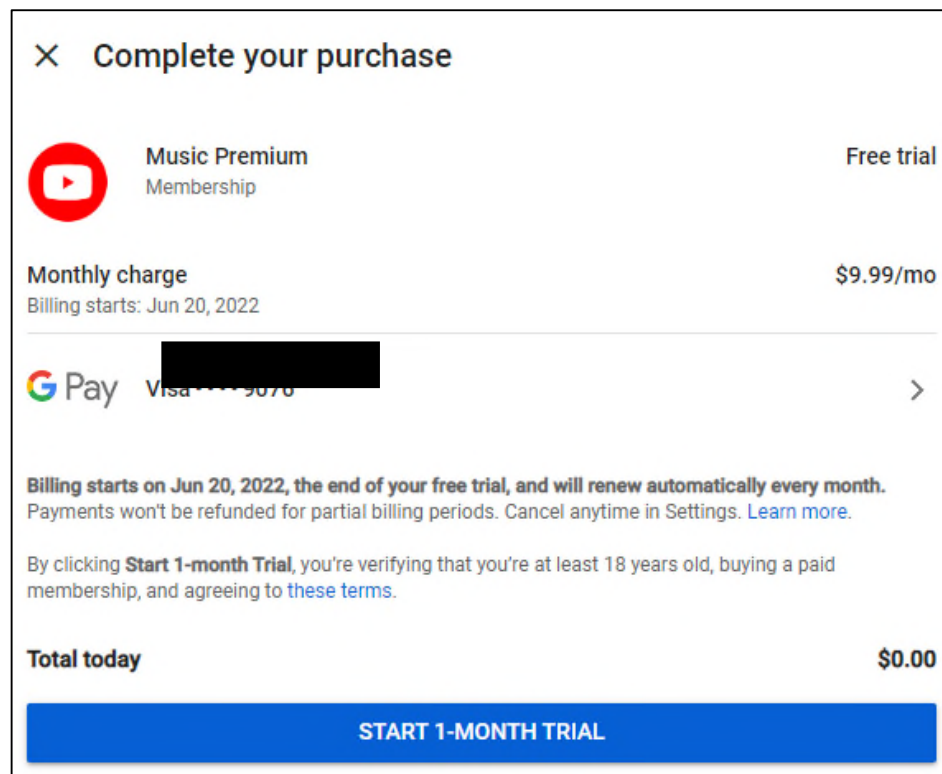 Complete your purchase
Music Premium
Free trial
Membership
Monthly charge
$9.99/mo
Billing starts: Jun 20, 2022
G Pay
Visa
Billing starts on Jun 20, 2022, the end of your free trial, and will renew automatically every month.
Payments won't be refunded for partial billing periods. Cancel anytime in Settings. Learn more.
By clicking Start 1-month Trial, you're verifying that you're at least 18 years old, buying a paid
membership, and agreeing to these terms.
Total today
$0.00
START 1-MONTH TRIAL